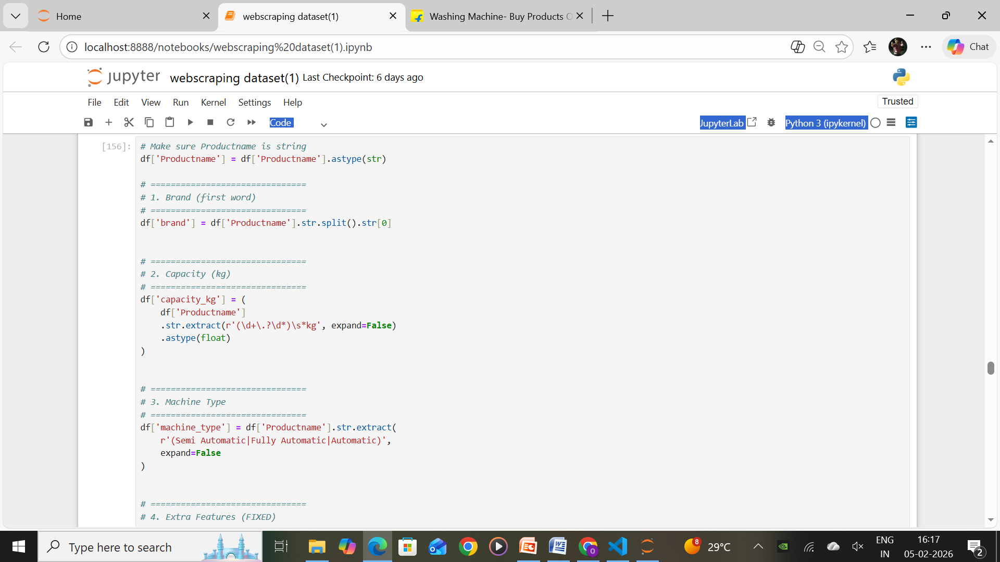 Home
webscraping dataset(1)
Washing Machine- Buy Products O
localhost:8888/notebooks/webscraping%20dataset(1).ipynb
Chat
jupyter webscraping dataset(1) Last Checkpoint: 6 days ago
File Edit View Run Kernel Settings Help
Trusted
Code
JupyterLab
Python 3 (ipykernel)
[156]:
# Make sure Productname is string
df['Productname'] = df['Productname'].astype(str)
# ===============================
# 1. Brand (first word)
# ===============================
df['brand'] = df['Productname'].str.split().str[0]
# ===============================
# 2. Capacity (kg)
# ===============================
df['capacity_kg'] = (
    df['Productname']
    .str.extract(r'(\d+\.?\d*)\s*kg', expand=False)
    .astype(float)
)
# ===============================
# 3. Machine Type
# ===============================
df['machine_type'] = df['Productname'].str.extract(
    r'(Semi Automatic|Fully Automatic|Automatic)',
    expand=False
)
# ===============================
# 4. Extra Features (FIXED)
Type here to search
8
29°C
ENG
IN
16:17
05-02-2026
2